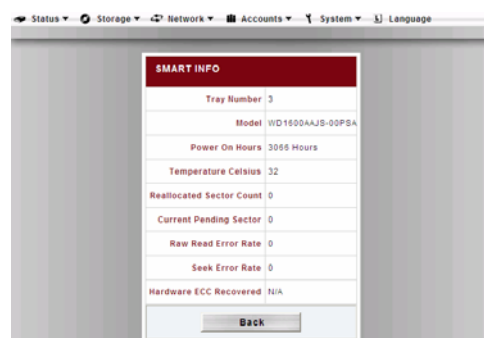 Status Storage Network Accounts System Language
SMART INFO
Tray Number 3
Model WD1600AAJS-00PSA
Power On Hours 3066 Hours
Temperature Celsius 32
Reallocated Sector Count 0
Current Pending Sector 0
Raw Read Error Rate 0
Seek Error Rate 0
Hardware ECC Recovered N/A
Back